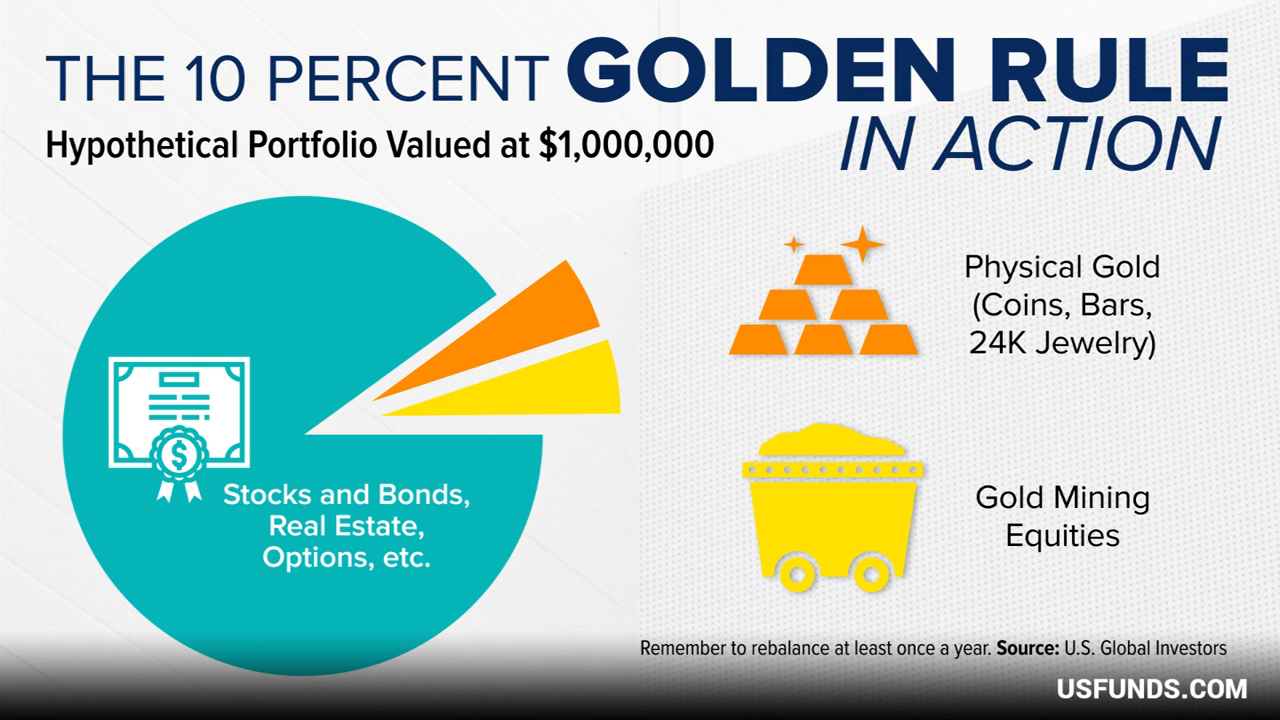 THE 10 PERCENT GOLDEN RULE
IN ACTION
Hypothetical Portfolio Valued at $1,000,000
$
Stocks and Bonds,
Real Estate,
Options, etc.
Physical Gold
(Coins, Bars,
24K Jewelry)
Gold Mining
Equities
Remember to rebalance at least once a year. Source: U.S. Global Investors
USFUNDS.COM